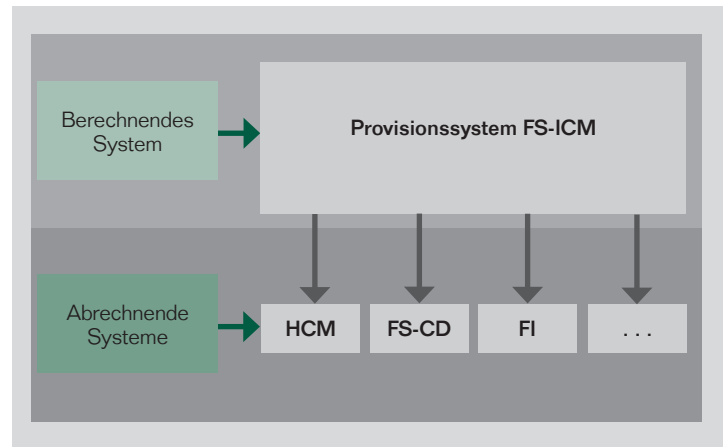 Berechnendes
System
Provisionssystem FS-ICM
Abrechnende
Systeme
HCM
FS-CD
FI
. . .